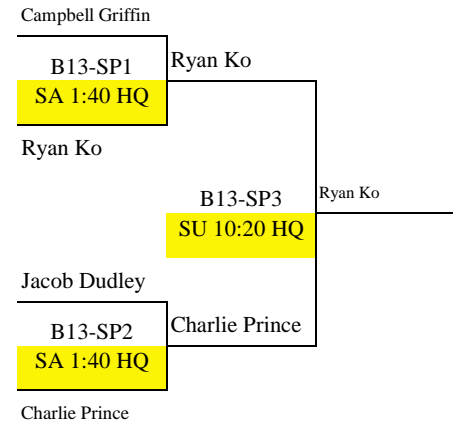 Campbell Griffin
B13-SP1
Ryan Ko
SA 1:40 HQ
Ryan Ko
B13-SP3
Ryan Ko
SU 10:20 HQ
Jacob Dudley
B13-SP2
Charlie Prince
SA 1:40 HQ
Charlie Prince